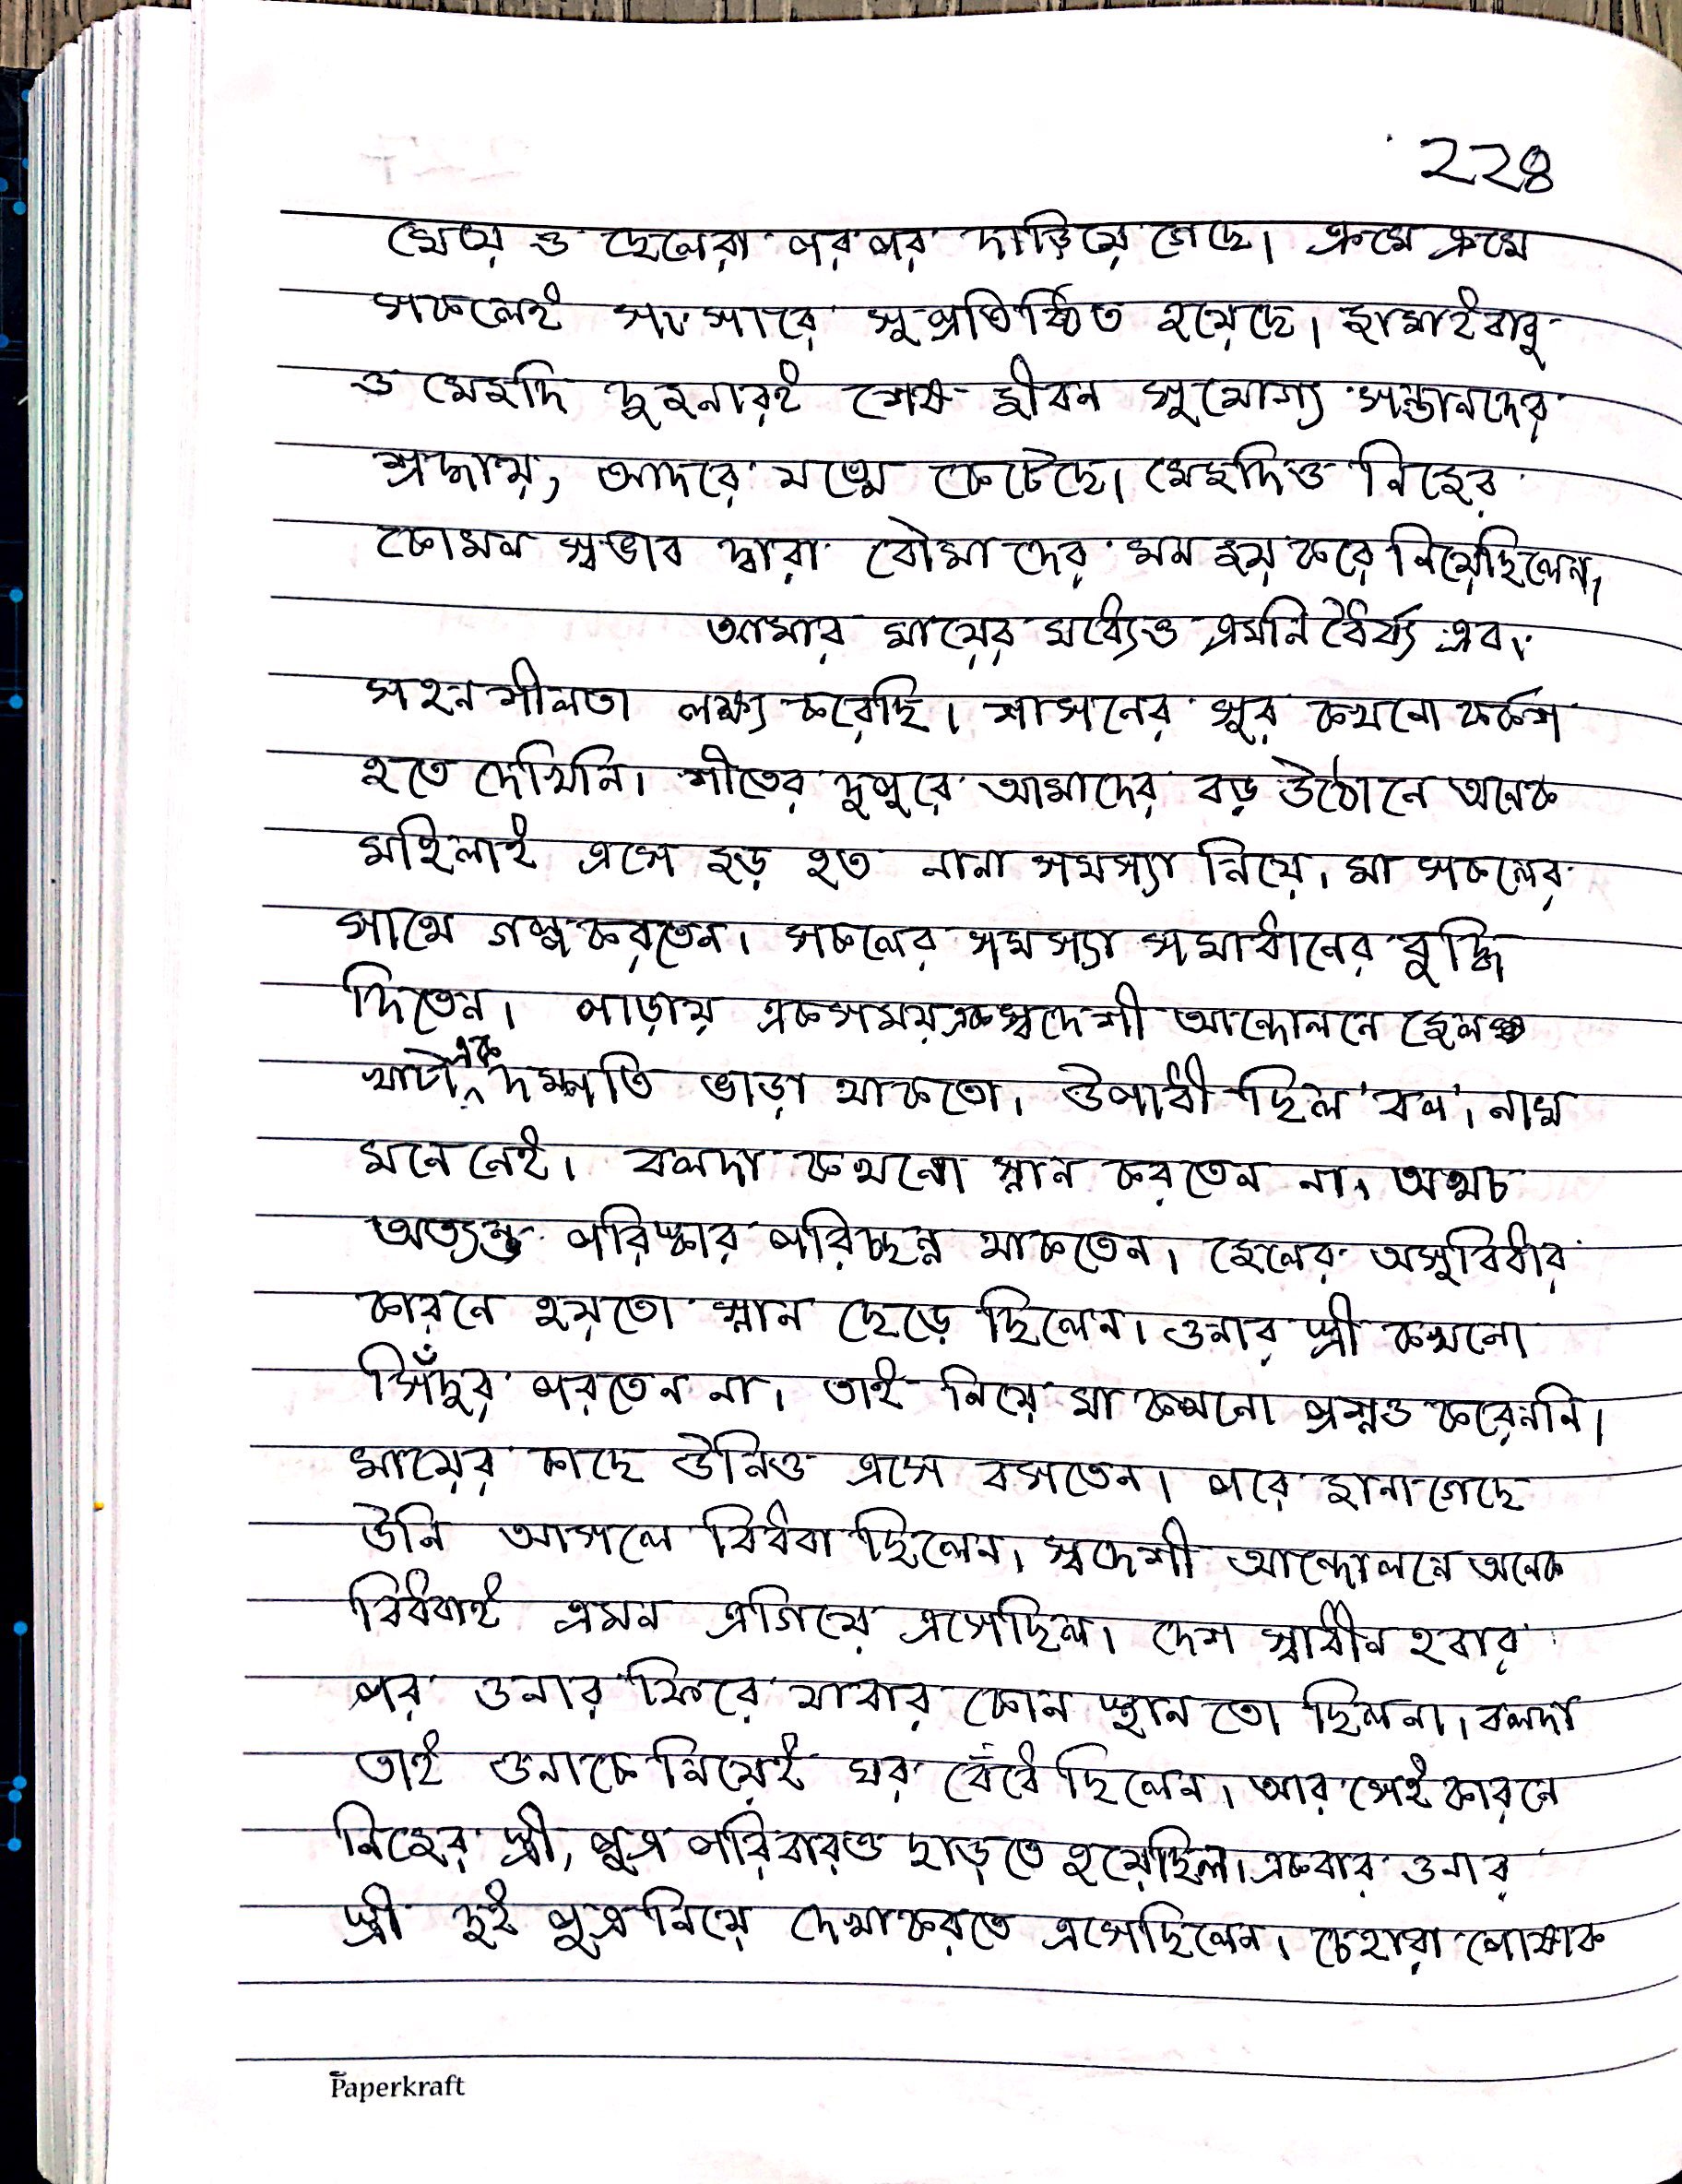 ২২৪
মেয়ে ও ছেলেরা পরপর দাড়িয়ে গেছে। ক্রমে ক্রমে
সকলেই সংসারে সুপ্রতিষ্ঠিত হয়েছে। জামাইবাবু
ও মেজদি দুজনারই শেষ জীবন সুযোগ্য সন্তানদের
শ্রদ্ধায়, আদরে যত্নে কেটেছে। মেজদিও নিজের
কোমল স্বভাব দ্বারা বৌমাদের মন জয় করে নিয়েছিলেন।
আমার মায়ের মধ্যেও এমনি ধৈর্য্য এবং
সহনশীলতা লক্ষ্য করেছি। শাসনের সুর কখনো কর্কশ
হতে দেখিনি। শীতের দুপুরে আমাদের বড় উঠোনে অনেক
মহিলাই এসে জড় হত নানা সমস্যা নিয়ে। মা সকলের
সাথে গল্প করতেন। সকলের সমস্যা সমাধানের বুদ্ধি
দিতেন। পাড়ায় একসময় এক স্বদেশী আন্দোলনে জেল
খাটা এক দম্পতি ভাড়া থাকতো। উপাধী ছিল 'বল'। নাম
মনে নেই। বলদা কখনো স্নান করতেন না, অথচ
অত্যন্ত পরিষ্কার পরিচ্ছন্ন থাকতেন। জেলের অসুবিধার
কারনে হয়তো স্নান ছেড়ে ছিলেন। ওনার স্ত্রী কখনো
সিঁদুর পরতেন না। তাই নিয়ে মা কখনো প্রশ্নও করেননি।
মায়ের কাছে উনিও এসে বসতেন। পরে জানা গেছে
উনি আসলে বিধবা ছিলেন। স্বদেশী আন্দোলনে অনেক
বিধবাই এমন এগিয়ে এসেছিল। দেশ স্বাধীন হবার
পর ওনার ফিরে যাবার কোন স্থান তো ছিলনা। বলদা
তাই ওনাকে নিয়েই ঘর বেঁধে ছিলেন। আর সেই কারনে
নিজের স্ত্রী, পুত্র পরিবারও ছাড়তে হয়েছিল। একবার ওনার
স্ত্রী দুই পুত্র নিয়ে দেখা করতে এসেছিলেন। চেহারা পোষাক
Paperkraft